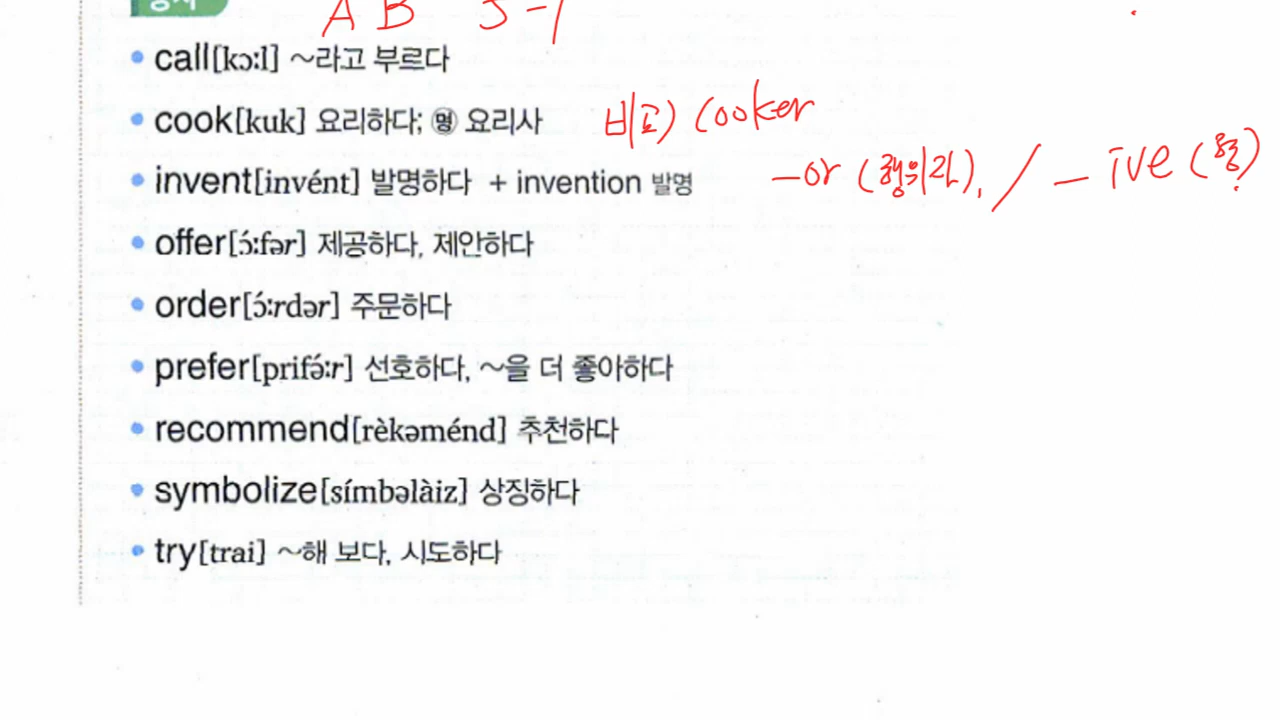 A B
call[kɔːl] ~라고 부르다
cook[kuk] 요리하다; 명 요리사 비교) cooker
invent[invént] 발명하다 + invention 발명 -or (행위자), / - ive (형)
offer[ɔ́ːfər] 제공하다, 제안하다
order[ɔ́ːrdər] 주문하다
prefer[prifə́ːr] 선호하다, ~을 더 좋아하다
recommend[rèkəménd] 추천하다
symbolize[símbəlàiz] 상징하다
try[trai] ~해 보다, 시도하다